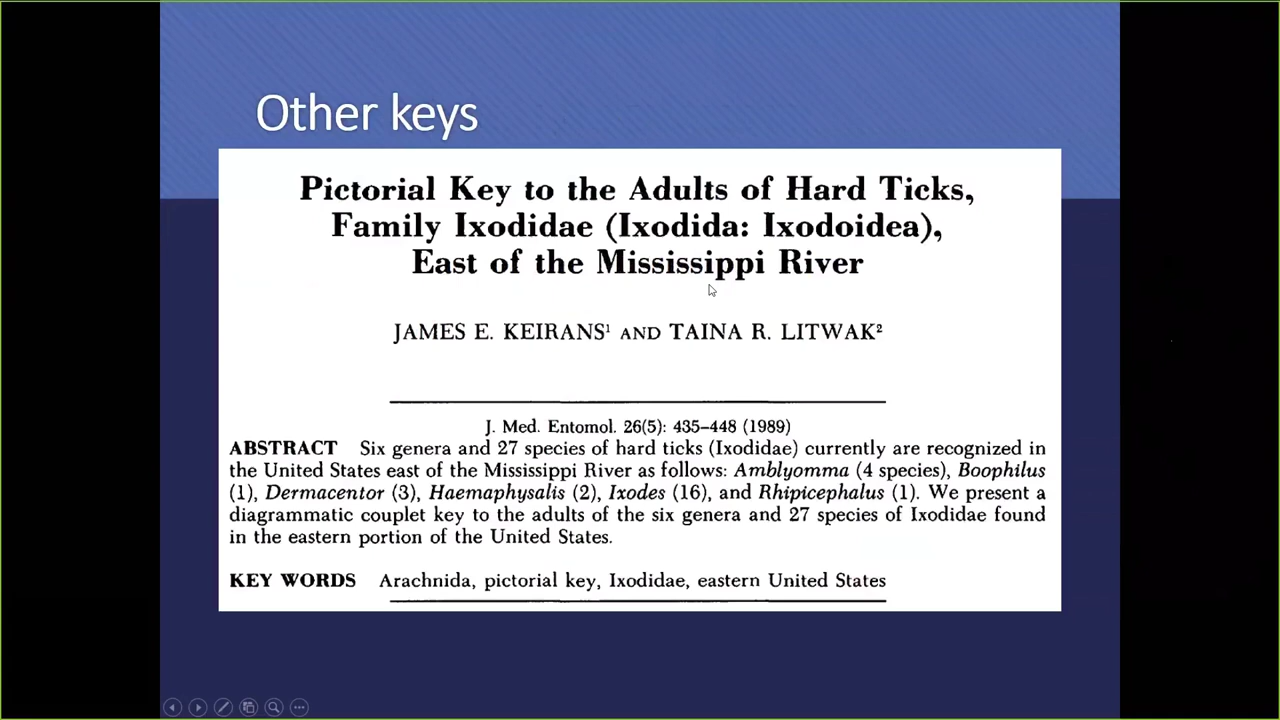 Other keys
Pictorial Key to the Adults of Hard Ticks,
Family Ixodidae (Ixodida: Ixodoidea),
East of the Mississippi River
JAMES E. KEIRANS¹ AND TAINA R. LITWAK²
J. Med. Entomol. 26(5): 435–448 (1989)
ABSTRACT Six genera and 27 species of hard ticks (Ixodidae) currently are recognized in
the United States east of the Mississippi River as follows: Amblyomma (4 species), Boophilus
(1), Dermacentor (3), Haemaphysalis (2), Ixodes (16), and Rhipicephalus (1). We present a
diagrammatic couplet key to the adults of the six genera and 27 species of Ixodidae found
in the eastern portion of the United States.
KEY WORDS Arachnida, pictorial key, Ixodidae, eastern United States